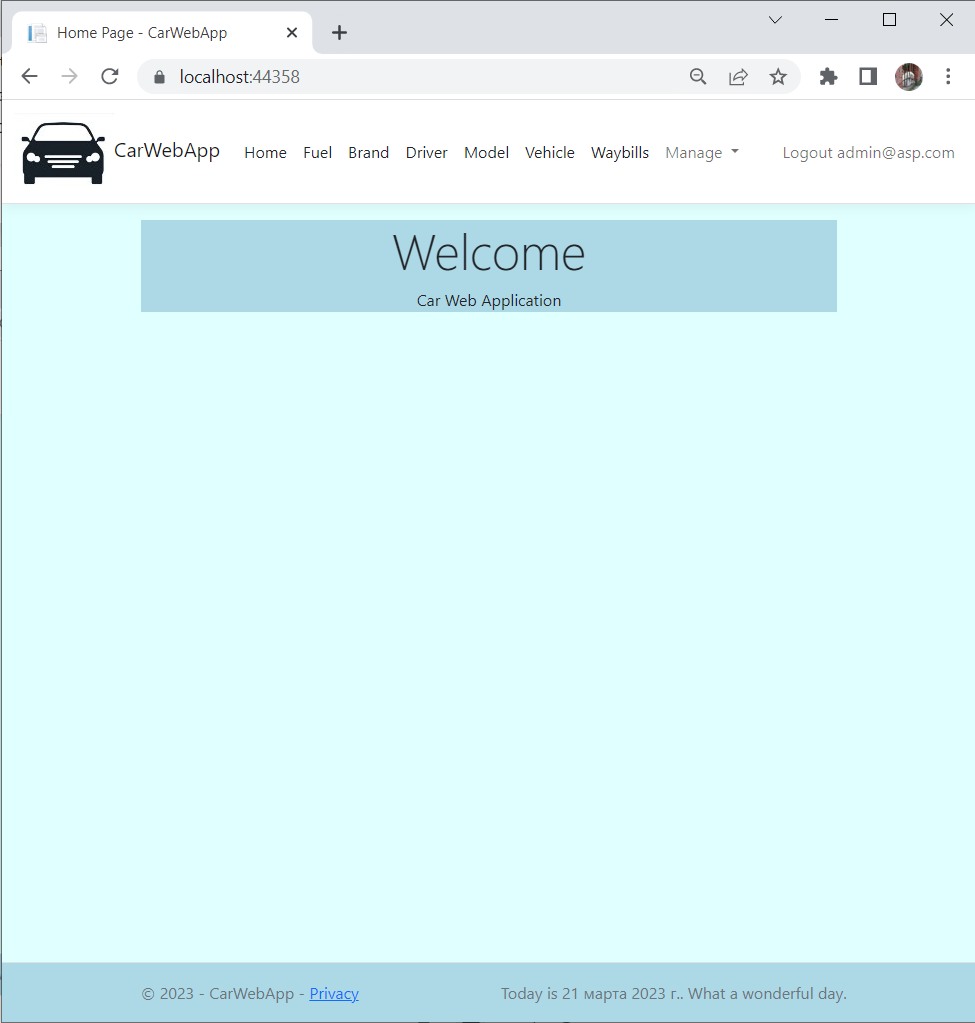 Home Page - CarWebApp
localhost:44358
CarWebApp Home Fuel Brand Driver Model Vehicle Waybills Manage Logout admin@asp.com
Welcome
Car Web Application
© 2023 - CarWebApp - Privacy Today is 21 марта 2023 г.. What a wonderful day.